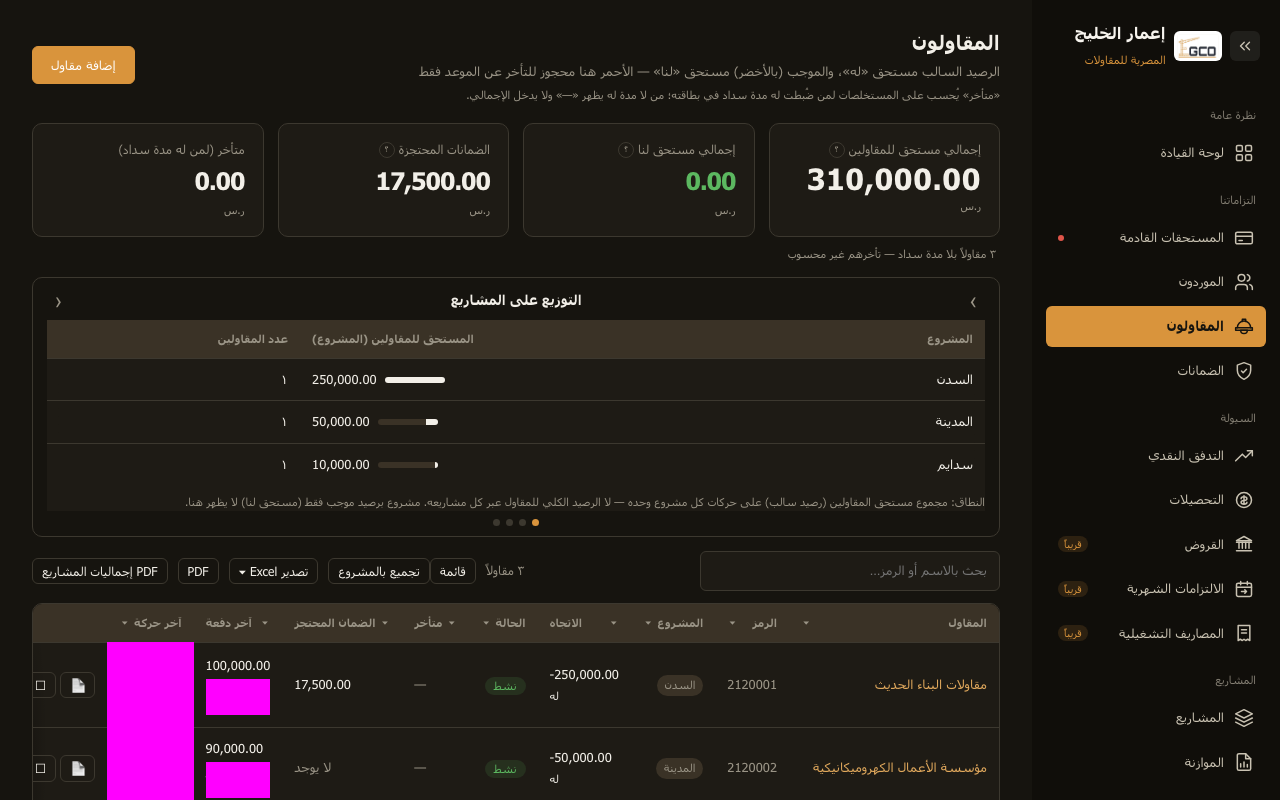 إعمار الخليج
المصرية للمقاولات
GCO
نظرة عامة
لوحة القيادة
التزاماتنا
المستحقات القادمة
الموردون
المقاولون
الضمانات
السيولة
التدفق النقدي
التحصيلات
القروض
قريباً
الالتزامات الشهرية
قريباً
المصاريف التشغيلية
قريباً
المشاريع
المشاريع
الموازنة
المقاولون
الرصيد السالب مستحق «له»، والموجب (بالأخضر) مستحق «لنا» — الأحمر هنا محجوز للتأخر عن الموعد فقط
«متأخر» يُحسب على المستخلصات لمن ضُبطت له مدة سداد في بطاقته؛ من لا مدة له يظهر «—» ولا يدخل الإجمالي.
إضافة مقاول
إجمالي مستحق للمقاولين ؟
310,000.00
ر.س
إجمالي مستحق لنا ؟
0.00
ر.س
الضمانات المحتجزة ؟
17,500.00
ر.س
متأخر (لمن له مدة سداد)
0.00
ر.س
٣ مقاولاً بلا مدة سداد — تأخرهم غير محسوب
التوزيع على المشاريع
المشروع المستحق للمقاولين (المشروع) عدد المقاولين
السدن 250,000.00 ١
المدينة 50,000.00 ١
سدايم 10,000.00 ١
النطاق: مجموع مستحق المقاولين (رصيد سالب) على حركات كل مشروع وحده — لا الرصيد الكلي للمقاول عبر كل مشاريعه. مشروع برصيد موجب فقط (مستحق لنا) لا يظهر هنا.
بحث بالاسم أو الرمز...
٣ مقاولاً
قائمة
تجميع بالمشروع
تصدير Excel
PDF
PDF إجماليات المشاريع
المقاول الرمز المشروع الاتجاه الحالة متأخر الضمان المحتجز آخر دفعة آخر حركة
مقاولات البناء الحديث 2120001 السدن -250,000.00 نشط — 17,500.00 100,000.00
له
مؤسسة الأعمال الكهروميكانيكية 2120002 المدينة -50,000.00 نشط — لا يوجد 90,000.00
له